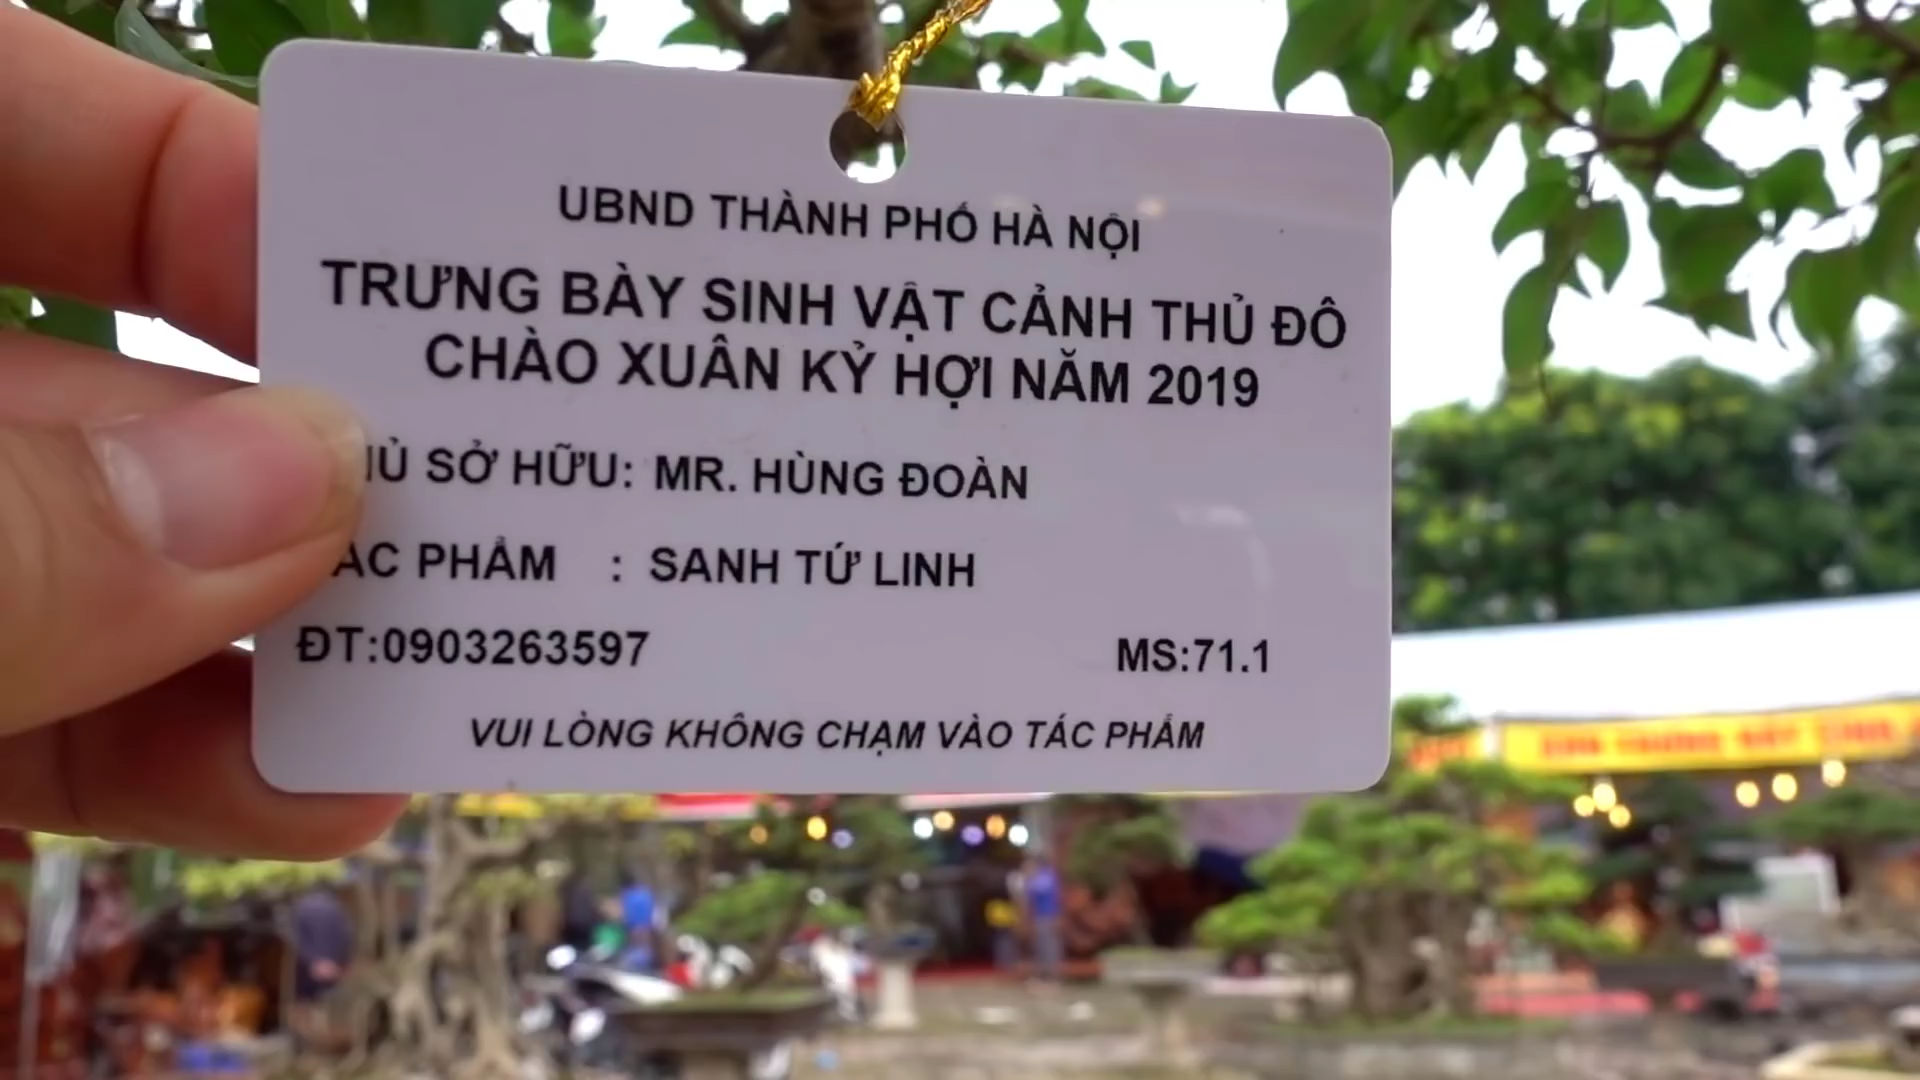 UBND THÀNH PHỐ HÀ NỘI
TRƯNG BÀY SINH VẬT CẢNH THỦ ĐÔ
CHÀO XUÂN KỶ HỢI NĂM 2019
Ủ SỞ HỮU: MR. HÙNG ĐOÀN
ÁC PHẨM : SANH TỨ LINH
ĐT:0903263597 MS:71.1
VUI LÒNG KHÔNG CHẠM VÀO TÁC PHẨM